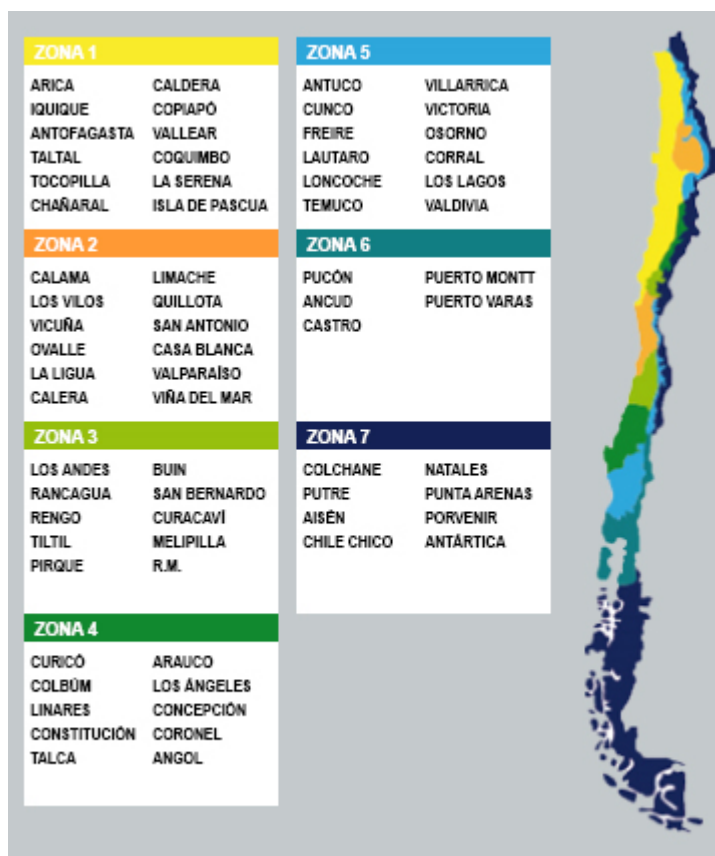 ZONA 1
ARICA CALDERA
IQUIQUE COPIAPÓ
ANTOFAGASTA VALLEAR
TALTAL COQUIMBO
TOCOPILLA LA SERENA
CHAÑARAL ISLA DE PASCUA
ZONA 2
CALAMA LIMACHE
LOS VILOS QUILLOTA
VICUÑA SAN ANTONIO
OVALLE CASA BLANCA
LA LIGUA VALPARAÍSO
CALERA VIÑA DEL MAR
ZONA 3
LOS ANDES BUIN
RANCAGUA SAN BERNARDO
RENGO CURACAVÍ
TILTIL MELIPILLA
PIRQUE R.M.
ZONA 4
CURICÓ ARAUCO
COLBÚM LOS ÁNGELES
LINARES CONCEPCIÓN
CONSTITUCIÓN CORONEL
TALCA ANGOL
ZONA 5
ANTUCO VILLARRICA
CUNCO VICTORIA
FREIRE OSORNO
LAUTARO CORRAL
LONCOCHE LOS LAGOS
TEMUCO VALDIVIA
ZONA 6
PUCÓN PUERTO MONTT
ANCUD PUERTO VARAS
CASTRO
ZONA 7
COLCHANE NATALES
PUTRE PUNTA ARENAS
AISÉN PORVENIR
CHILE CHICO ANTÁRTICA